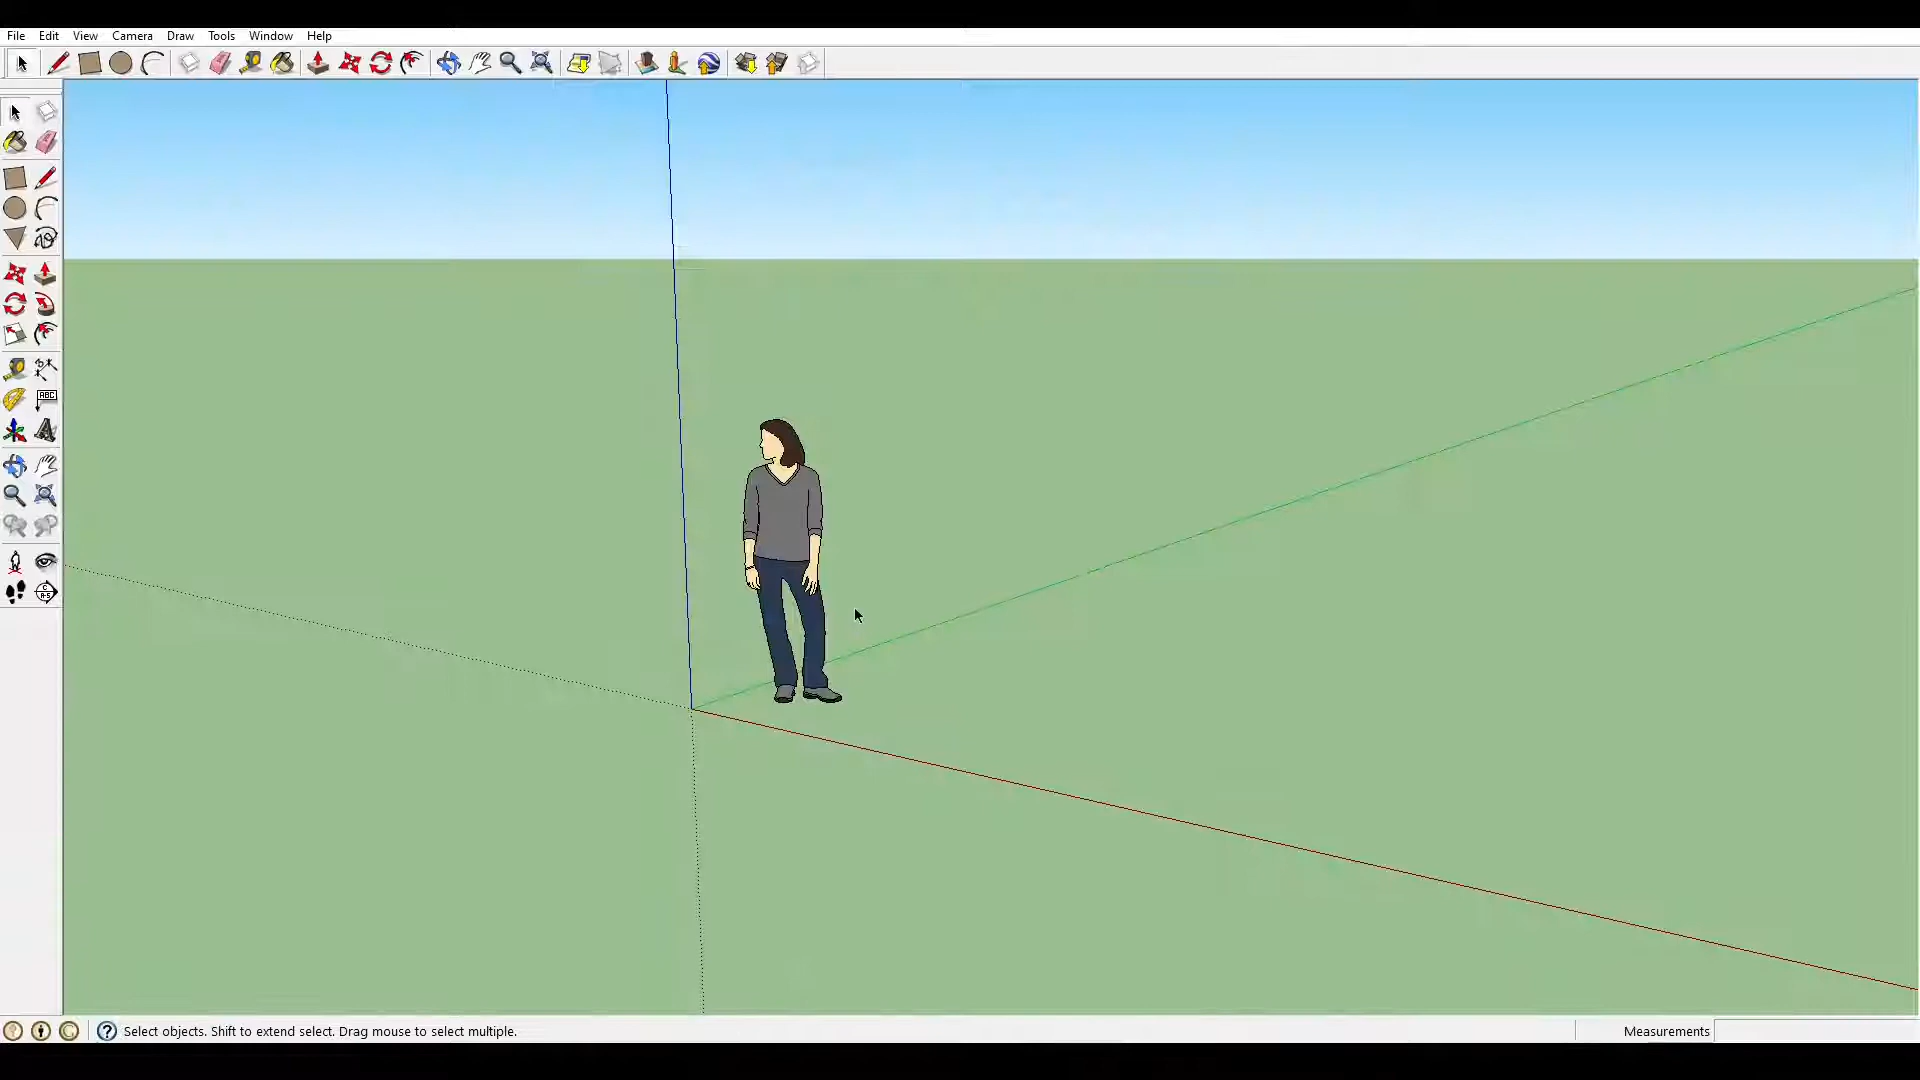 File Edit View Camera Draw Tools Window Help
ABC
Select objects. Shift to extend select. Drag mouse to select multiple.
Measurements